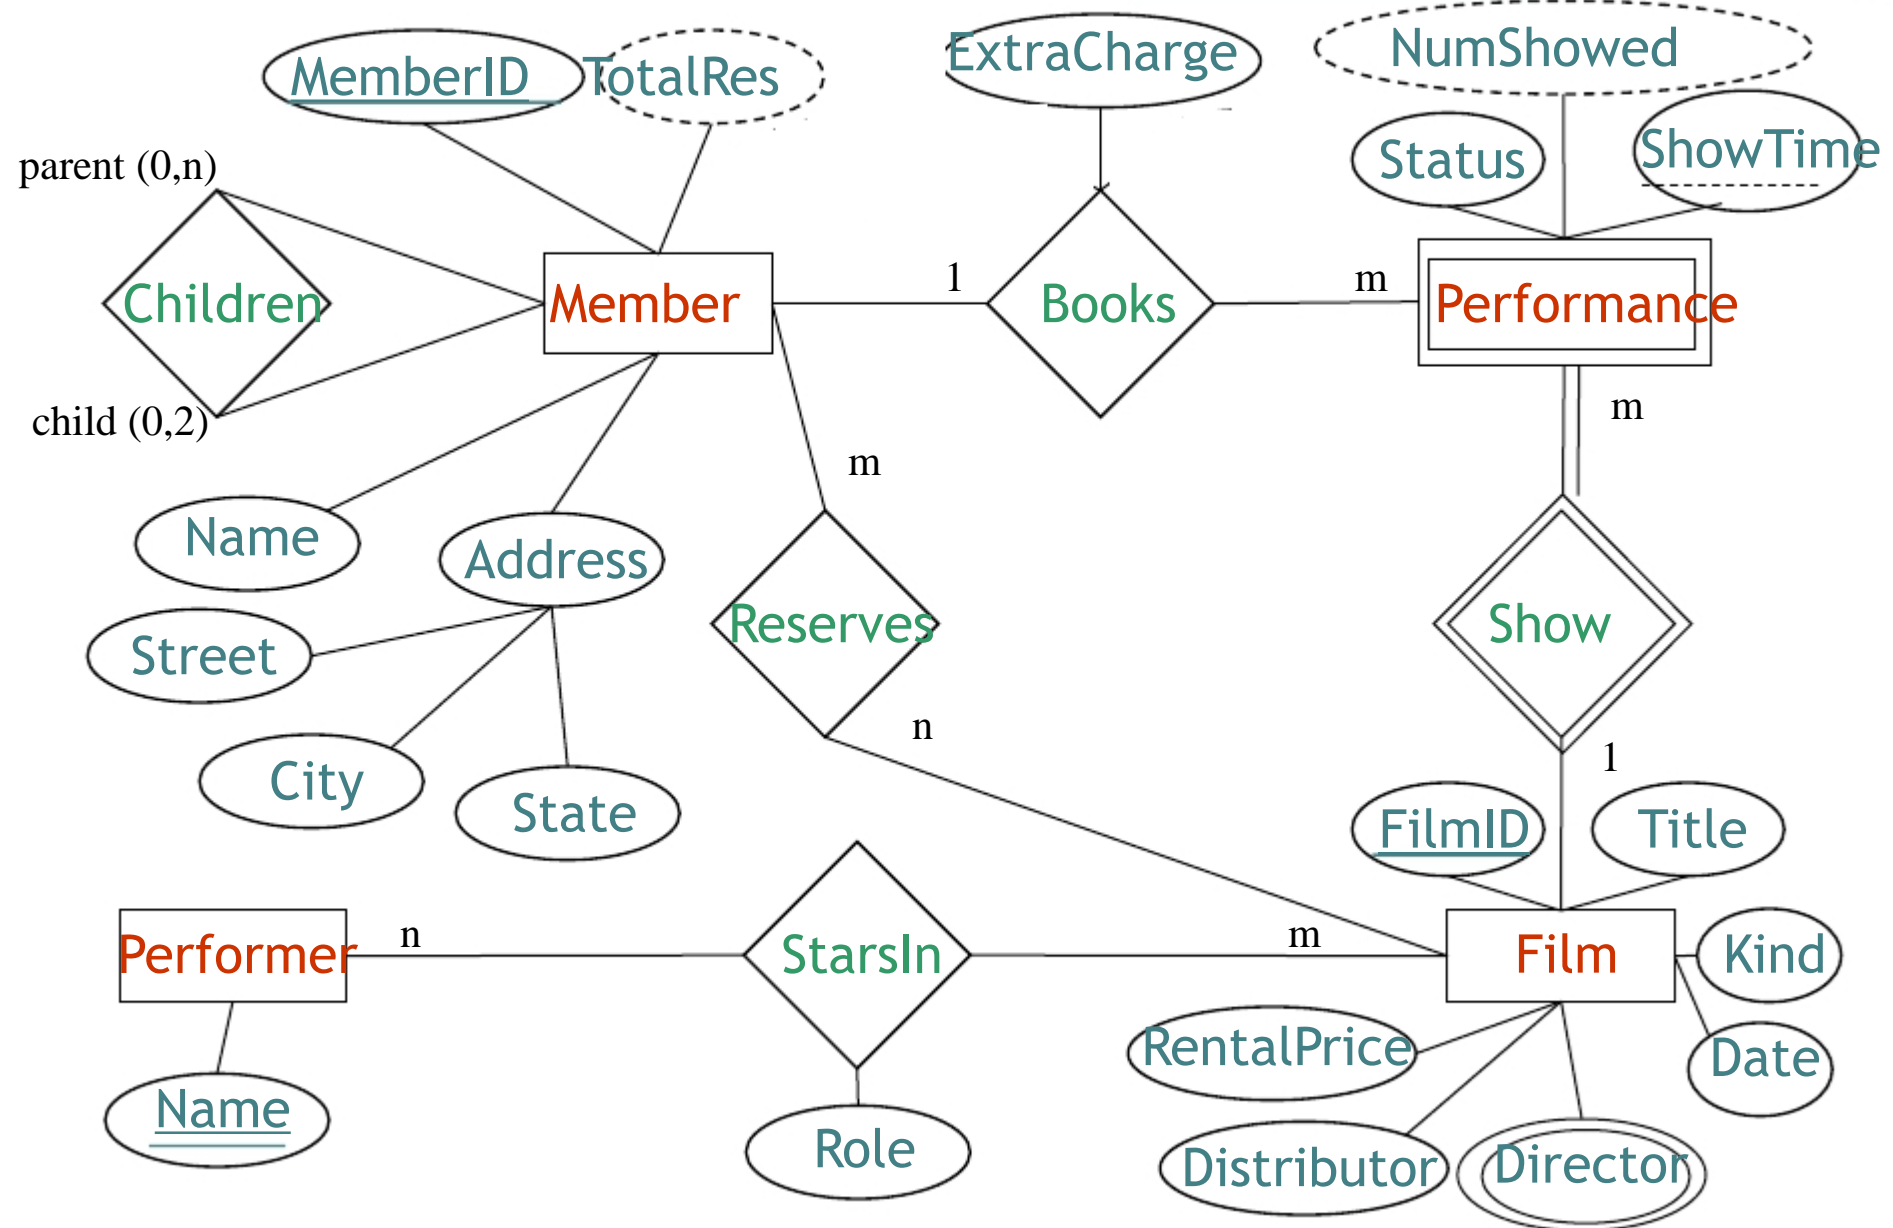 ExtraCharge
NumShowed
MemberID
TotalRes
Status
ShowTime
parent (0,n)
Children
Member
1
Books
m
Performance
child (0,2)
m
m
Name
Address
Reserves
Show
Street
n
1
City
State
FilmID
Title
Performer
n
StarsIn
m
Film
Kind
RentalPrice
Date
Name
Role
Distributor
Director